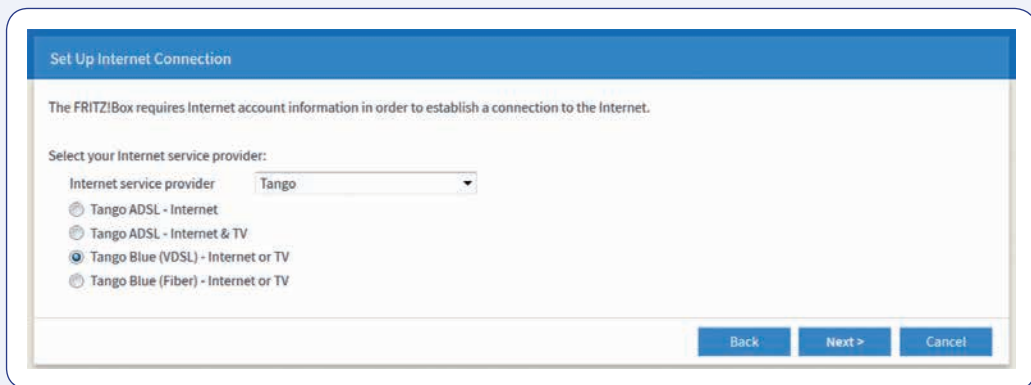 Set Up Internet Connection
The FRITZ!Box requires Internet account information in order to establish a connection to the Internet.
Select your Internet service provider:
Internet service provider Tango
Tango ADSL - Internet
Tango ADSL - Internet & TV
Tango Blue (VDSL) - Internet or TV
Tango Blue (Fiber) - Internet or TV
Back Next > Cancel